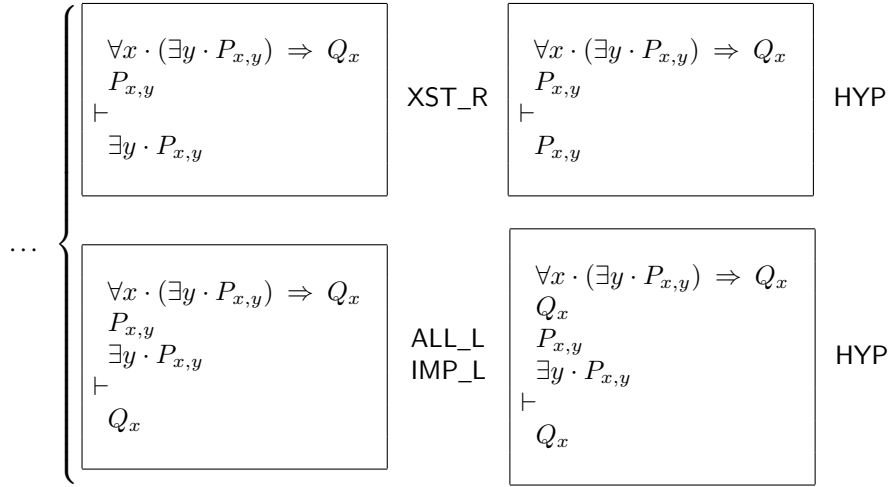 ∀x · (∃y · P_{x,y}) ⇒ Q_x
P_{x,y}
⊢
∃y · P_{x,y}
XST_R
∀x · (∃y · P_{x,y}) ⇒ Q_x
P_{x,y}
⊢
P_{x,y}
HYP
...
∀x · (∃y · P_{x,y}) ⇒ Q_x
P_{x,y}
∃y · P_{x,y}
⊢
Q_x
ALL_L
IMP_L
∀x · (∃y · P_{x,y}) ⇒ Q_x
Q_x
P_{x,y}
∃y · P_{x,y}
⊢
Q_x
HYP